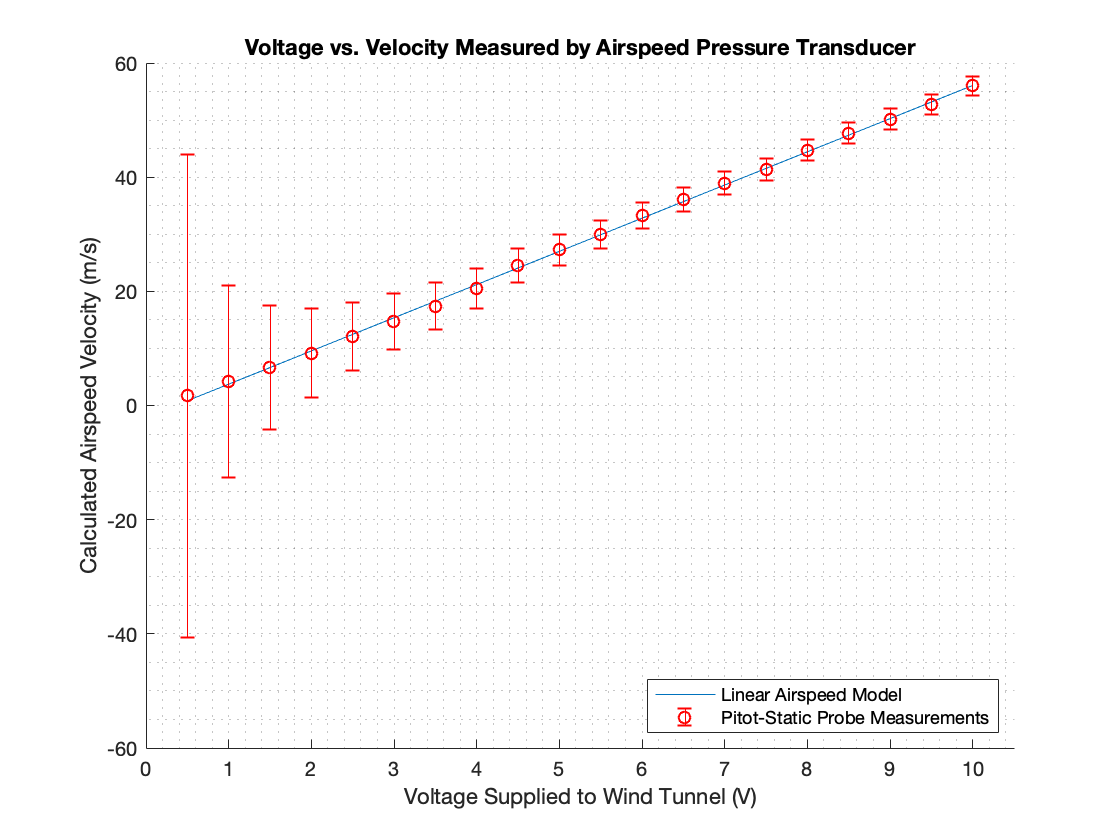 Voltage vs. Velocity Measured by Airspeed Pressure Transducer
60
40
20
0
-20
-40
-60
Calculated Airspeed Velocity (m/s)
0 1 2 3 4 5 6 7 8 9 10
Voltage Supplied to Wind Tunnel (V)
Linear Airspeed Model
Pitot-Static Probe Measurements